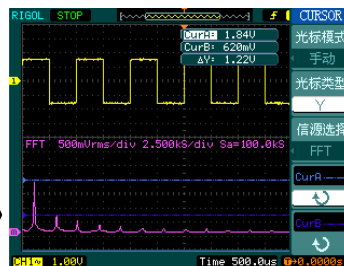 RIGOL STOP f CURSOR
CurA: 1.84V
CurB: 620mV
ΔY: 1.22V
光标模式
手动
光标类型
Y
信源选择
FFT
CurA
CurB
1
FFT 500mVrms/div 2.500kS/div Sa=100.0kS
M
CH1~ 1.00V Time 500.0us T→0.0000s